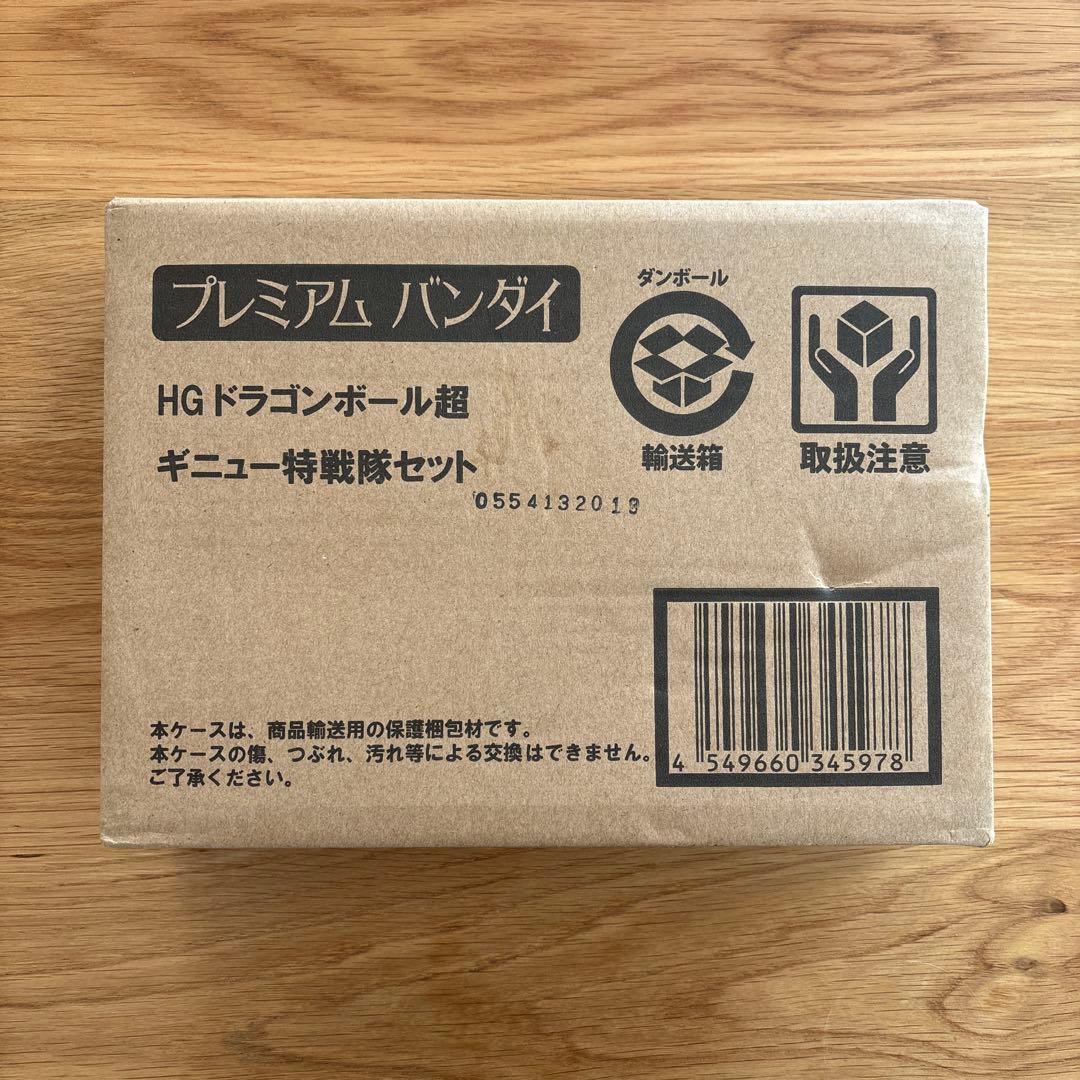 プレミアム バンダイ
ダンボール
輸送箱
取扱注意
HG ドラゴンボール超
ギニュー特戦隊セット
0554132019
本ケースは、商品輸送用の保護梱包材です。
本ケースの傷、つぶれ、汚れ等による交換はできません。
ご了承ください。
4 549660 345978